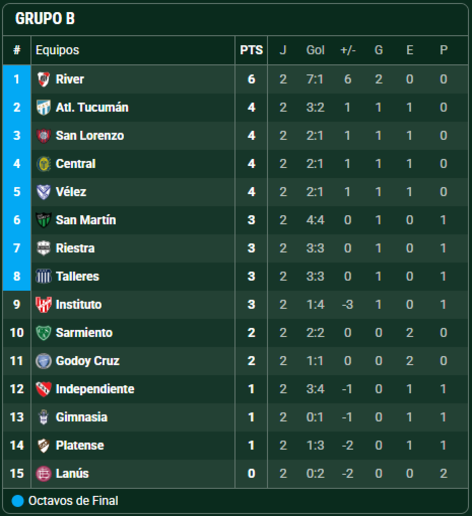 GRUPO B
# Equipos PTS J Gol +/- G E P
1 River 6 2 7:1 6 2 0 0
2 Atl. Tucumán 4 2 3:2 1 1 1 0
3 San Lorenzo 4 2 2:1 1 1 1 0
4 Central 4 2 2:1 1 1 1 0
5 Vélez 4 2 2:1 1 1 1 0
6 San Martín 3 2 4:4 0 1 0 1
7 Riestra 3 2 3:3 0 1 0 1
8 Talleres 3 2 3:3 0 1 0 1
9 Instituto 3 2 1:4 -3 1 0 1
10 Sarmiento 2 2 2:2 0 0 2 0
11 Godoy Cruz 2 2 1:1 0 0 2 0
12 Independiente 1 2 3:4 -1 0 1 1
13 Gimnasia 1 2 0:1 -1 0 1 1
14 Platense 1 2 1:3 -2 0 1 1
15 Lanús 0 2 0:2 -2 0 0 2
Octavos de Final